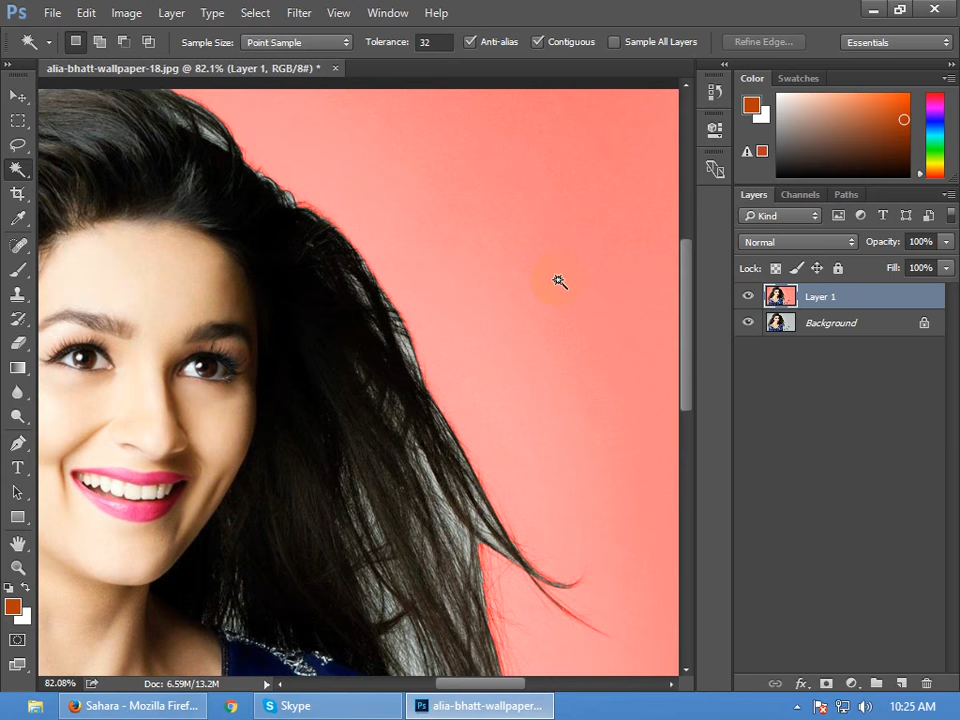 Ps File Edit Image Layer Type Select Filter View Window Help
Sample Size: Point Sample Tolerance: 32 Anti-alias Contiguous Sample All Layers Refine Edge... Essentials
alia-bhatt-wallpaper-18.jpg @ 82.1% (Layer 1, RGB/8#) * ×
Color Swatches
Layers Channels Paths
Kind
Normal Opacity: 100%
Lock: Fill: 100%
Layer 1
Background
82.08% Doc: 6.59M/13.2M
Sahara - Mozilla Firef... Skype Ps alia-bhatt-wallpaper... 10:25 AM